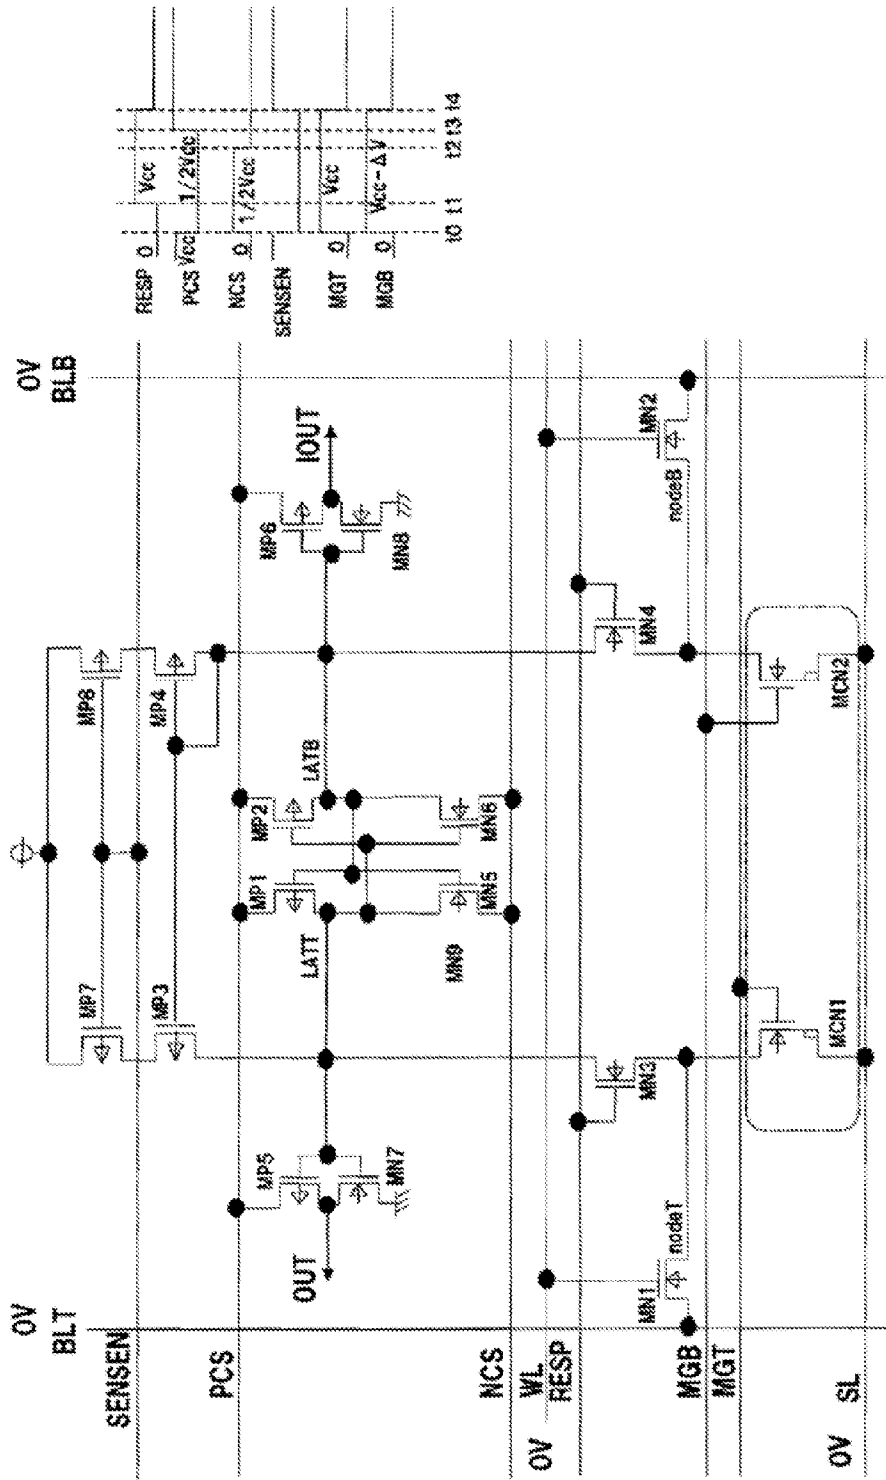 0V
BLT
SENSEN
PCS
NCS
WL
RESP
0V
MGB
MGT
0V
SL
0V
BLB
MP7
MP8
MP3
MP4
MP5
MN7
OUT
LATT
LATB
MP1
MP2
MN5
MN6
MN9
MP6
MN8
IOUT
MN3
MN4
MN1
nodeT
MN2
nodeB
MCN1
MCN2
RESP 0
Vcc
PCS Vcc
1/2Vcc
NCS 0
1/2Vcc
SENSEN
MGT 0
Vcc
MGB 0
Vcc-ΔV
t0 t1 t2 t3 t4